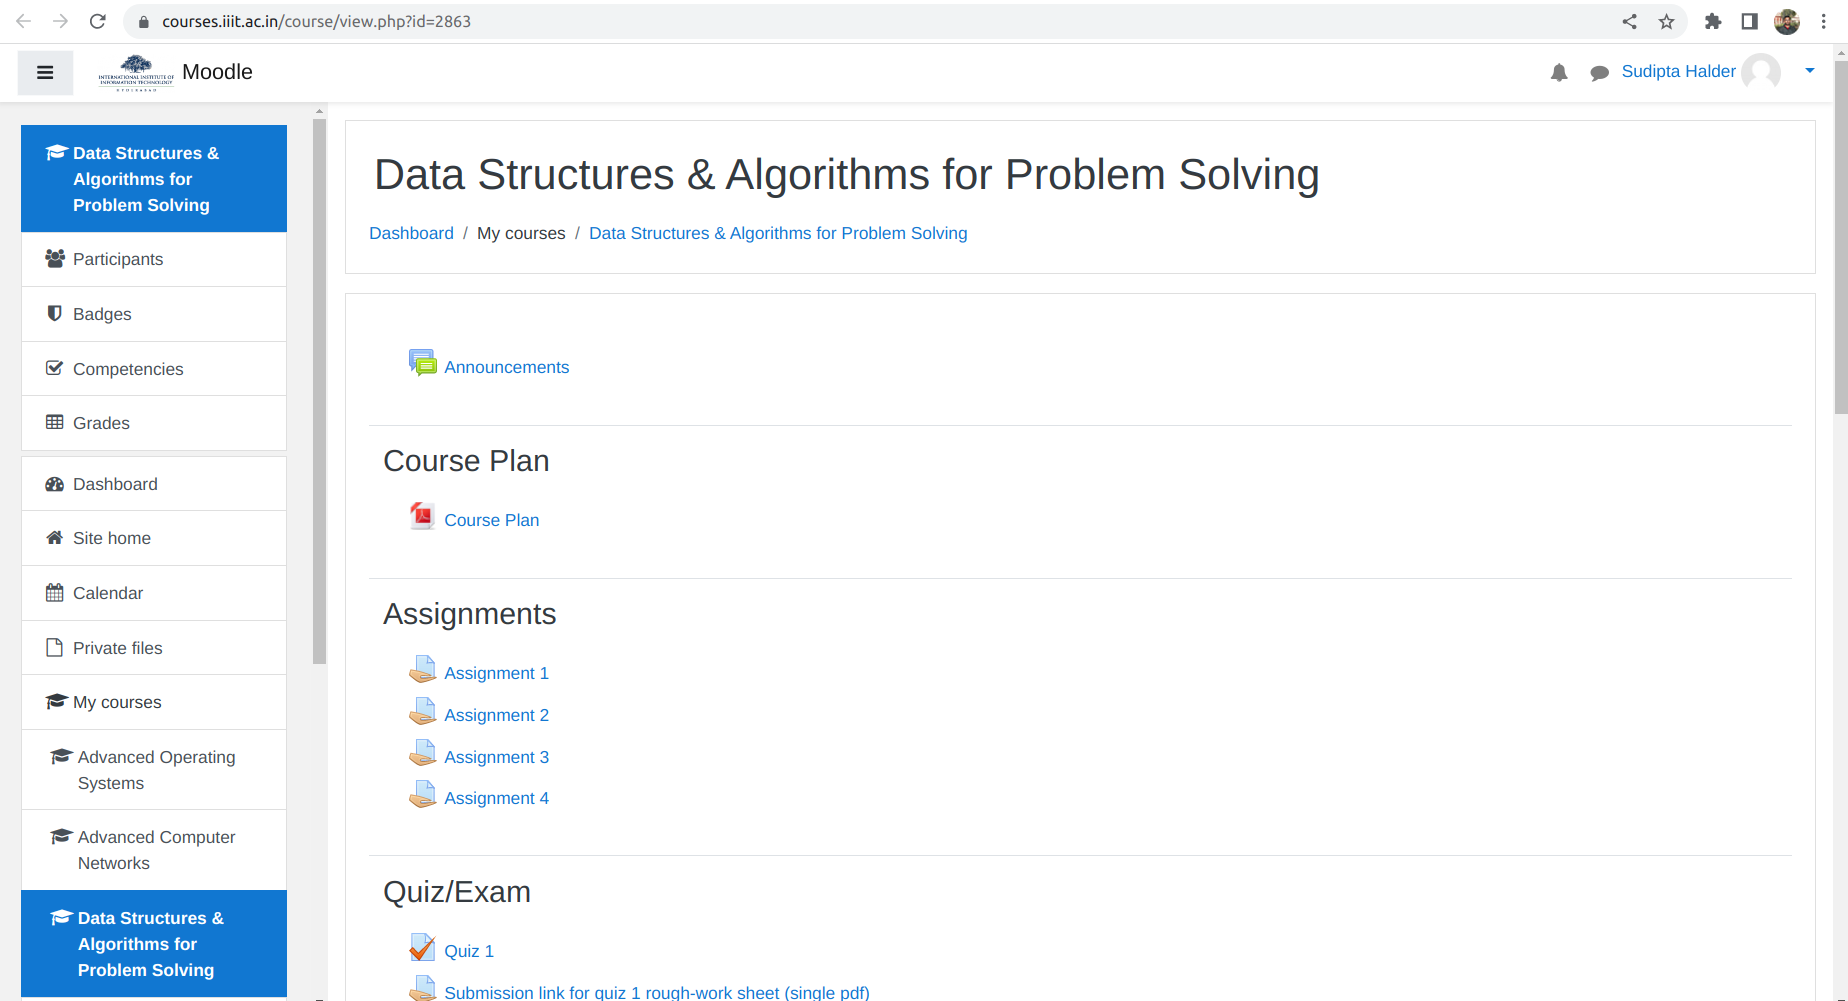 courses.iiit.ac.in/course/view.php?id=2863
INTERNATIONAL INSTITUTE OF
INFORMATION TECHNOLOGY
HYDERABAD
Moodle
Sudipta Halder
Data Structures &
Algorithms for
Problem Solving
Participants
Badges
Competencies
Grades
Dashboard
Site home
Calendar
Private files
My courses
Advanced Operating
Systems
Advanced Computer
Networks
Data Structures &
Algorithms for
Problem Solving
Data Structures & Algorithms for Problem Solving
Dashboard / My courses / Data Structures & Algorithms for Problem Solving
Announcements
Course Plan
Course Plan
Assignments
Assignment 1
Assignment 2
Assignment 3
Assignment 4
Quiz/Exam
Quiz 1
Submission link for quiz 1 rough-work sheet (single pdf)